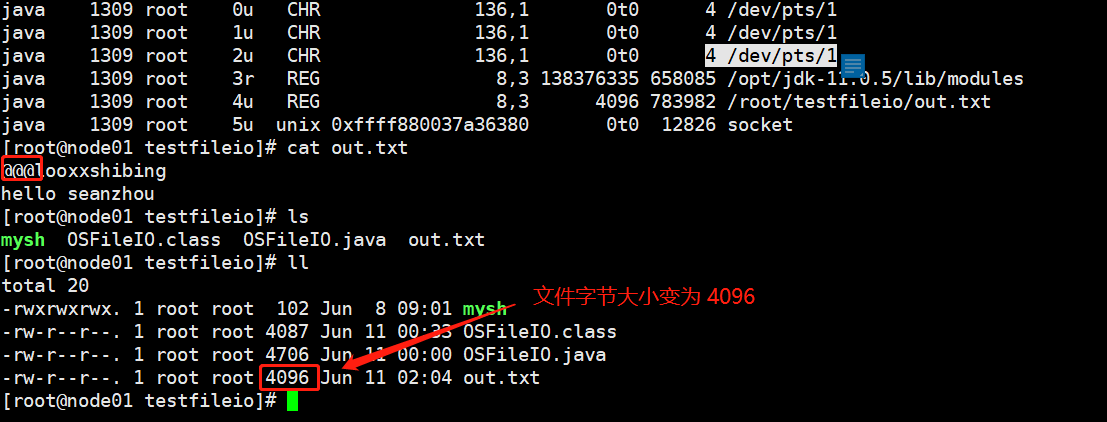 java 1309 root 0u CHR 136,1 0t0 4 /dev/pts/1
java 1309 root 1u CHR 136,1 0t0 4 /dev/pts/1
java 1309 root 2u CHR 136,1 0t0 4 /dev/pts/1
java 1309 root 3r REG 8,3 138376335 658085 /opt/jdk-11.0.5/lib/modules
java 1309 root 4u REG 8,3 4096 783982 /root/testfileio/out.txt
java 1309 root 5u unix 0xffff880037a36380 0t0 12826 socket
[root@node01 testfileio]# cat out.txt
@@@looxxshibing
hello seanzhou
[root@node01 testfileio]# ls
mysh OSFileIO.class OSFileIO.java out.txt
[root@node01 testfileio]# ll
total 20
文件字节大小变为 4096
-rwxrwxrwx. 1 root root 102 Jun 8 09:01 mysh
-rw-r--r--. 1 root root 4087 Jun 11 00:33 OSFileIO.class
-rw-r--r--. 1 root root 4706 Jun 11 00:00 OSFileIO.java
-rw-r--r--. 1 root root 4096 Jun 11 02:04 out.txt
[root@node01 testfileio]#